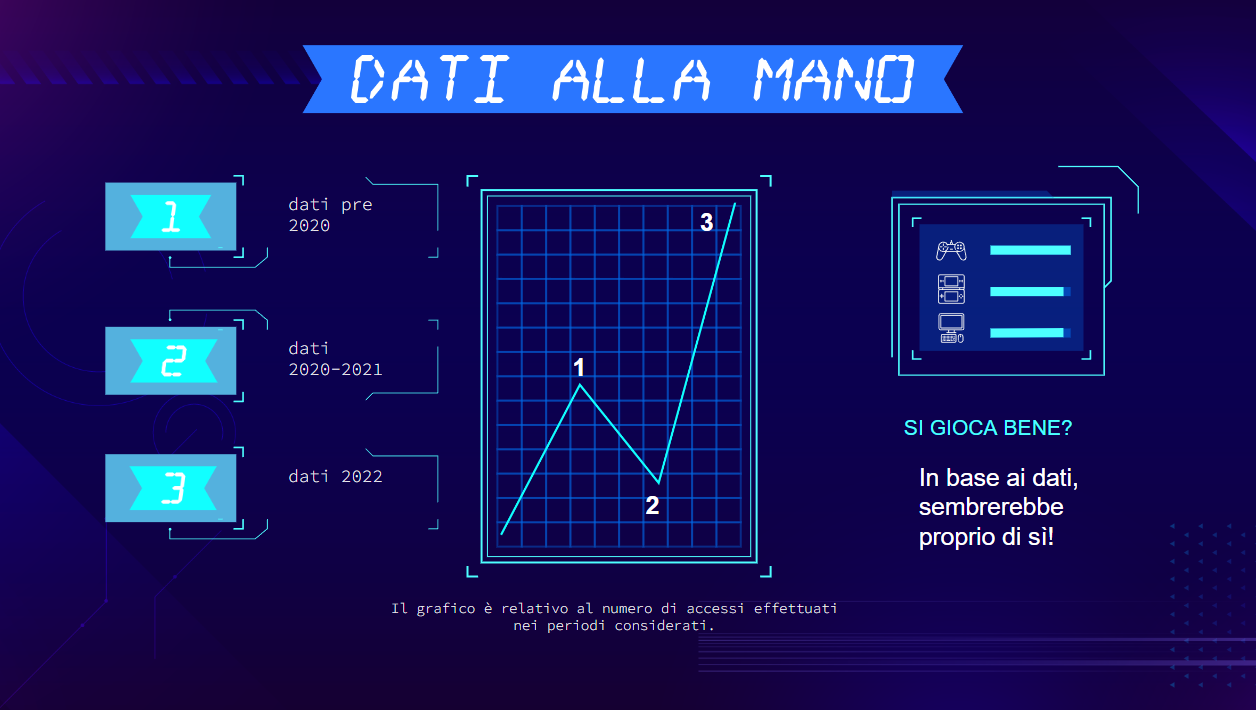 DATI ALLA MANO
1
dati pre
2020
2
dati
2020-2021
3
dati 2022
3
1
2
Il grafico è relativo al numero di accessi effettuati
nei periodi considerati.
SI GIOCA BENE?
In base ai dati,
sembrerebbe
proprio di sì!